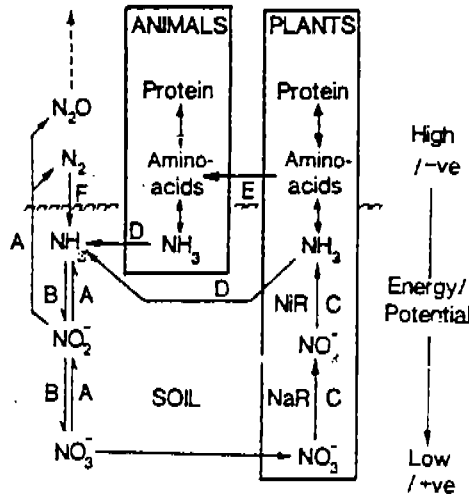 ANIMALS
PLANTS
N₂O
Protein
Protein
High
/-ve
N₂
Amino-
acids
Amino-
acids
F
E
A
NH₃
D
NH₃
NH₃
D
B
A
NiR
C
Energy/
Potential
NO₂⁻
NO₂⁻
B
A
SOIL
NaR
C
NO₃⁻
NO₃⁻
Low
/+ve